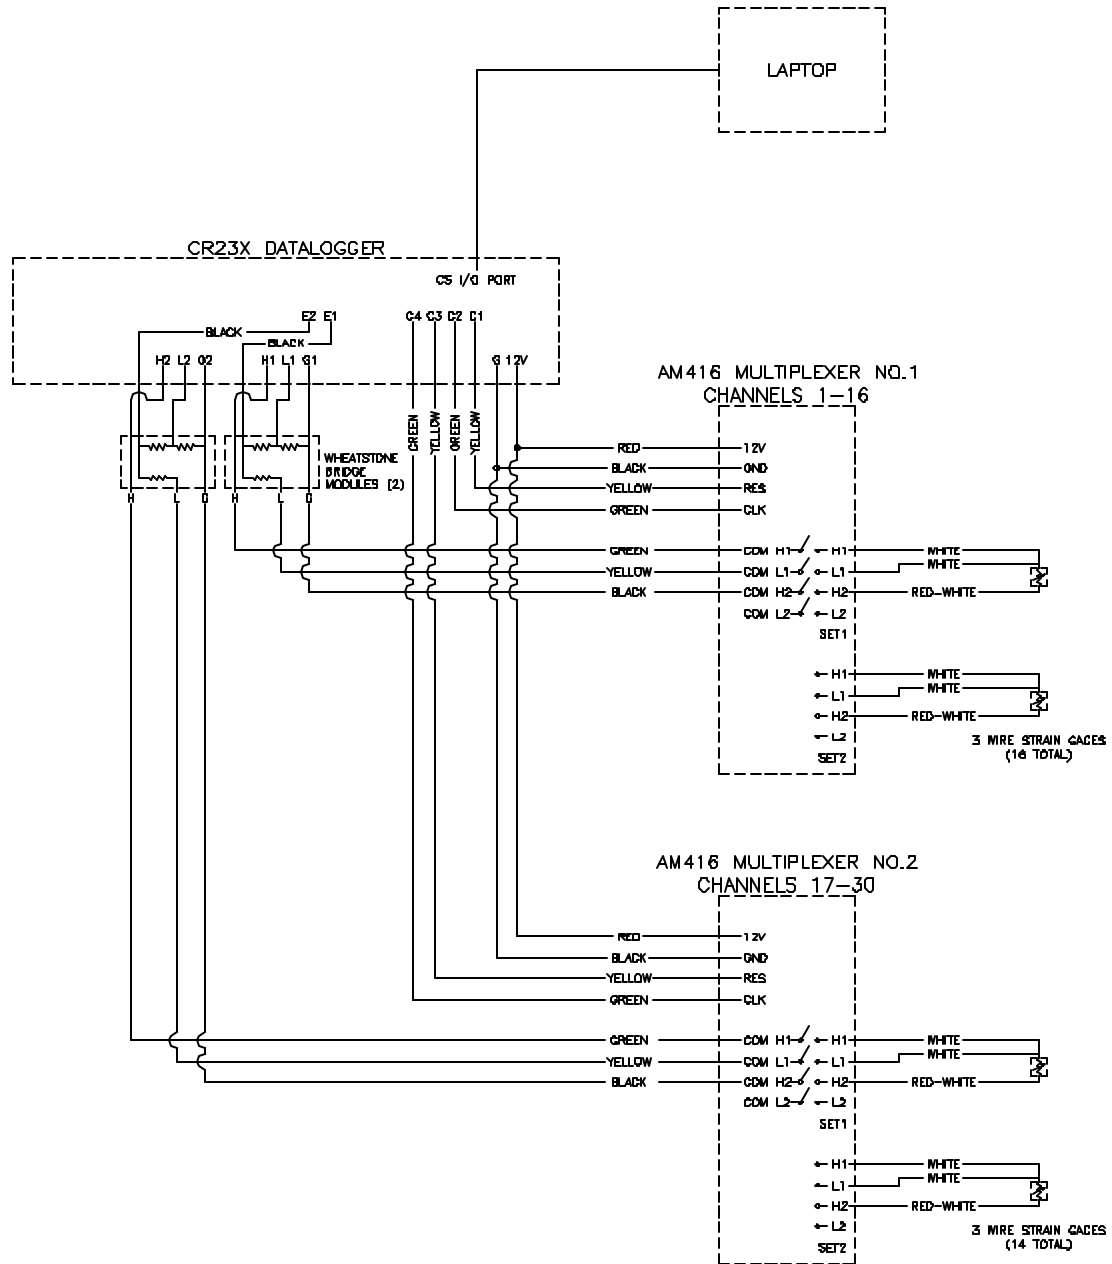 LAPTOP
CR23X DATALOGGER
CS I/O PORT
E2 E1
C4 C3 C2 C1
BLACK
BLACK
H2 L2 G2
H1 L1 G1
G 12V
AM416 MULTIPLEXER NO.1
CHANNELS 1-16
GREEN
YELLOW
GREEN
YELLOW
RED
12V
BLACK
GND
YELLOW
RES
GREEN
CLK
WHEATSTONE
BRIDGE
MODULES (2)
H L G
H L G
GREEN
COM H1
H1
WHITE
WHITE
YELLOW
COM L1
L1
BLACK
COM H2
H2
RED-WHITE
COM L2
L2
SET1
H1
WHITE
WHITE
L1
H2
RED-WHITE
L2
SET2
3 WIRE STRAIN GAGES
(16 TOTAL)
AM416 MULTIPLEXER NO.2
CHANNELS 17-30
RED
12V
BLACK
GND
YELLOW
RES
GREEN
CLK
GREEN
COM H1
H1
WHITE
WHITE
YELLOW
COM L1
L1
BLACK
COM H2
H2
RED-WHITE
COM L2
L2
SET1
H1
WHITE
WHITE
L1
H2
RED-WHITE
L2
SET2
3 WIRE STRAIN GAGES
(14 TOTAL)